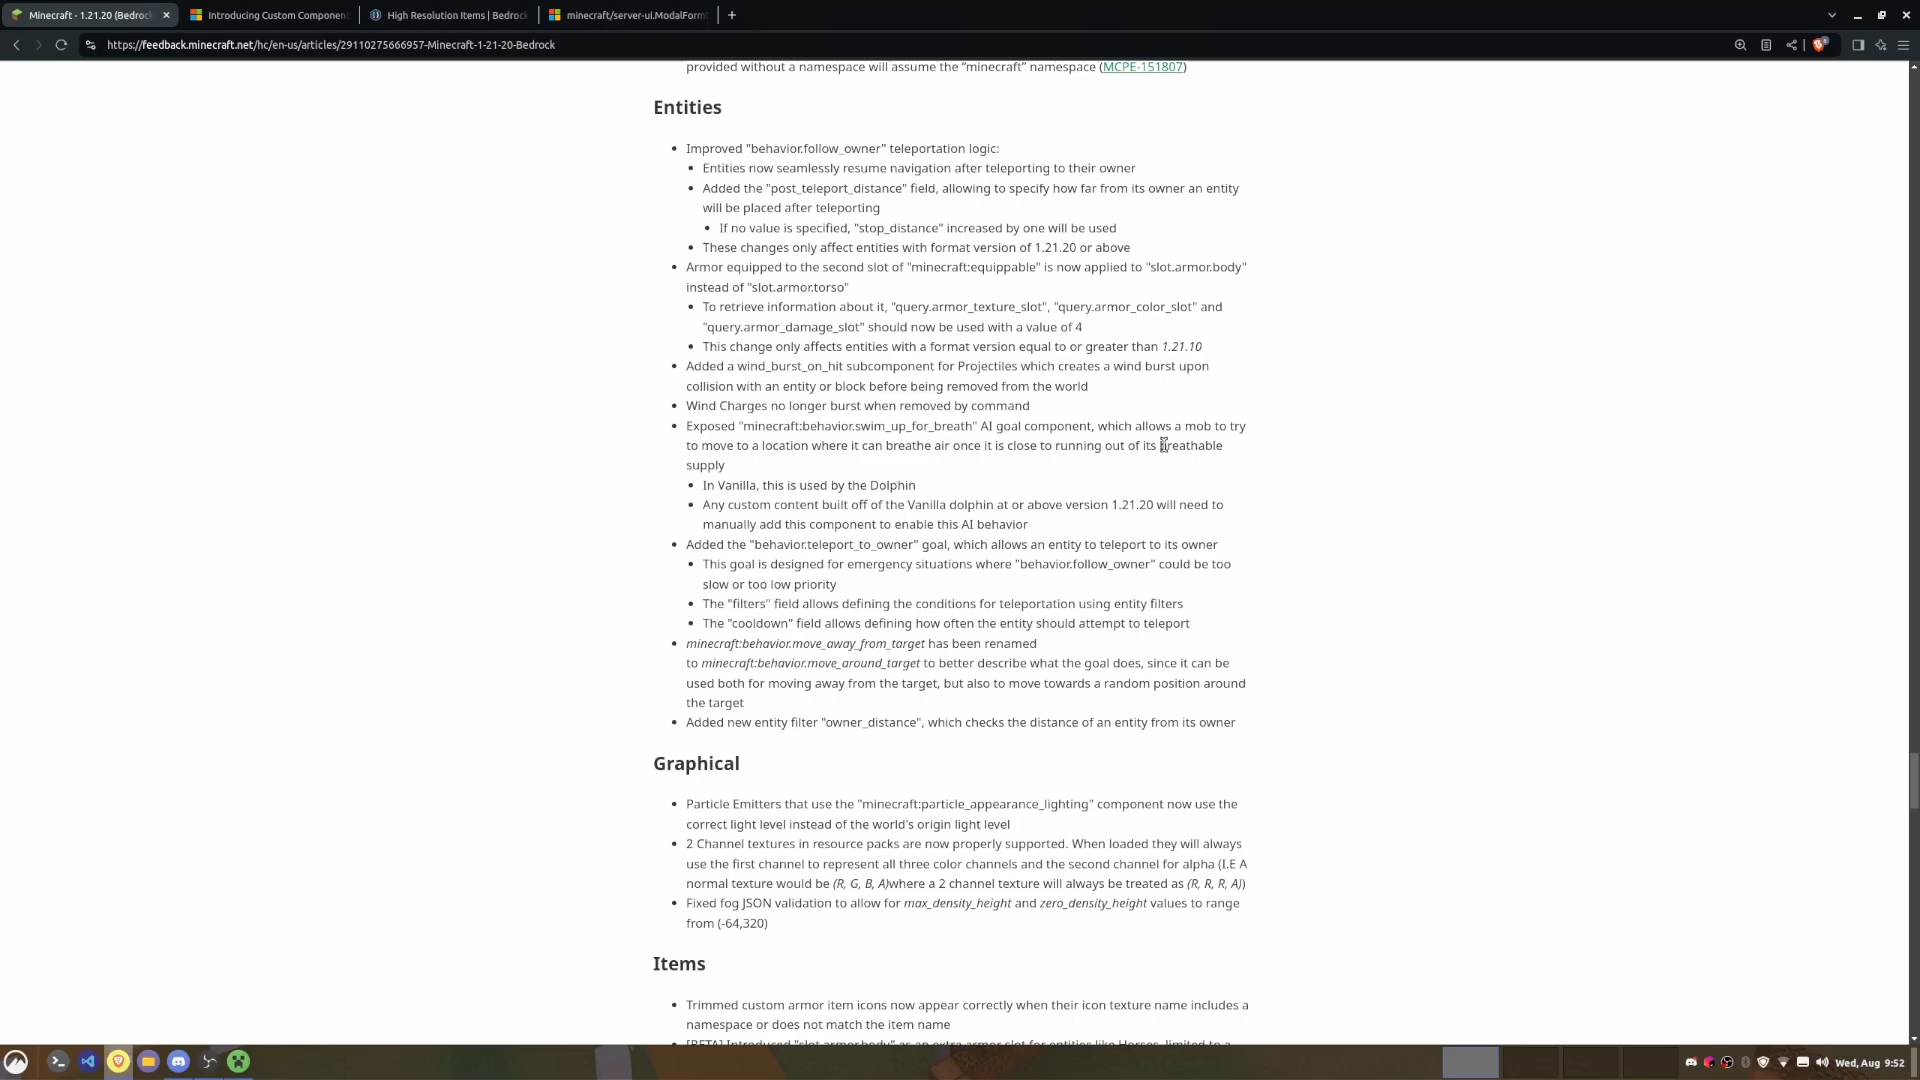 Minecraft - 1.21.20 (Bedroc
Introducing Custom Component
High Resolution Items | Bedroc
minecraft/server-ui.ModalFormD
https://feedback.minecraft.net/hc/en-us/articles/29110275666957-Minecraft-1-21-20-Bedrock
provided without a namespace will assume the “minecraft” namespace (MCPE-151807)
Entities
Improved "behavior.follow_owner" teleportation logic:
Entities now seamlessly resume navigation after teleporting to their owner
Added the "post_teleport_distance" field, allowing to specify how far from its owner an entity
will be placed after teleporting
If no value is specified, "stop_distance" increased by one will be used
These changes only affect entities with format version of 1.21.20 or above
Armor equipped to the second slot of "minecraft:equippable" is now applied to "slot.armor.body"
instead of "slot.armor.torso"
To retrieve information about it, "query.armor_texture_slot", "query.armor_color_slot" and
"query.armor_damage_slot" should now be used with a value of 4
This change only affects entities with a format version equal to or greater than 1.21.10
Added a wind_burst_on_hit subcomponent for Projectiles which creates a wind burst upon
collision with an entity or block before being removed from the world
Wind Charges no longer burst when removed by command
Exposed "minecraft:behavior.swim_up_for_breath" AI goal component, which allows a mob to try
to move to a location where it can breathe air once it is close to running out of its breathable
supply
In Vanilla, this is used by the Dolphin
Any custom content built off of the Vanilla dolphin at or above version 1.21.20 will need to
manually add this component to enable this AI behavior
Added the "behavior.teleport_to_owner" goal, which allows an entity to teleport to its owner
This goal is designed for emergency situations where "behavior.follow_owner" could be too
slow or too low priority
The "filters" field allows defining the conditions for teleportation using entity filters
The "cooldown" field allows defining how often the entity should attempt to teleport
minecraft:behavior.move_away_from_target has been renamed
to minecraft:behavior.move_around_target to better describe what the goal does, since it can be
used both for moving away from the target, but also to move towards a random position around
the target
Added new entity filter "owner_distance", which checks the distance of an entity from its owner
Graphical
Particle Emitters that use the "minecraft:particle_appearance_lighting" component now use the
correct light level instead of the world's origin light level
2 Channel textures in resource packs are now properly supported. When loaded they will always
use the first channel to represent all three color channels and the second channel for alpha (I.E A
normal texture would be (R, G, B, A)where a 2 channel texture will always be treated as (R, R, R, A))
Fixed fog JSON validation to allow for max_density_height and zero_density_height values to range
from (-64,320)
Items
Trimmed custom armor item icons now appear correctly when their icon texture name includes a
namespace or does not match the item name
[BETA] Introduced "slot.armor.body" as an extra armor slot for entities like Horses, limited to a
Wed, Aug 9:52